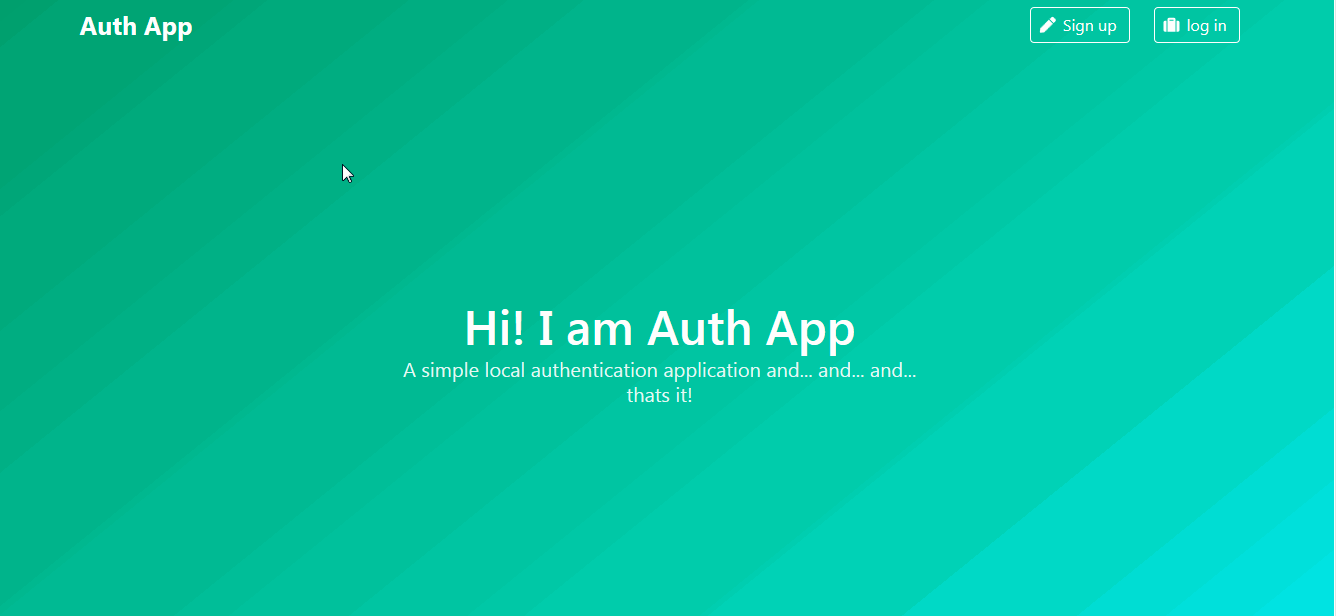 Auth App
Sign up
log in
Hi! I am Auth App
A simple local authentication application and... and... and...
thats it!